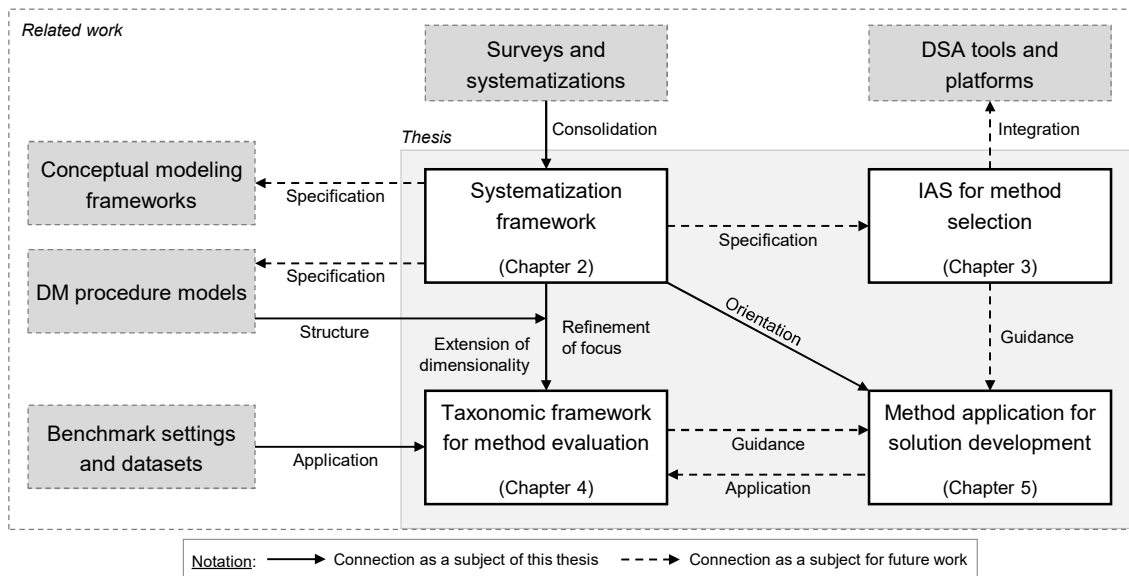 Related work
Surveys and
systematizations
DSA tools and
platforms
Consolidation
Integration
Thesis
Conceptual modeling
frameworks
Specification
Systematization
framework
(Chapter 2)
Specification
IAS for method
selection
(Chapter 3)
DM procedure models
Specification
Structure
Extension of
dimensionality
Refinement
of focus
Orientation
Guidance
Benchmark settings
and datasets
Application
Taxonomic framework
for method evaluation
(Chapter 4)
Guidance
Application
Method application for
solution development
(Chapter 5)
Notation: Connection as a subject of this thesis Connection as a subject for future work